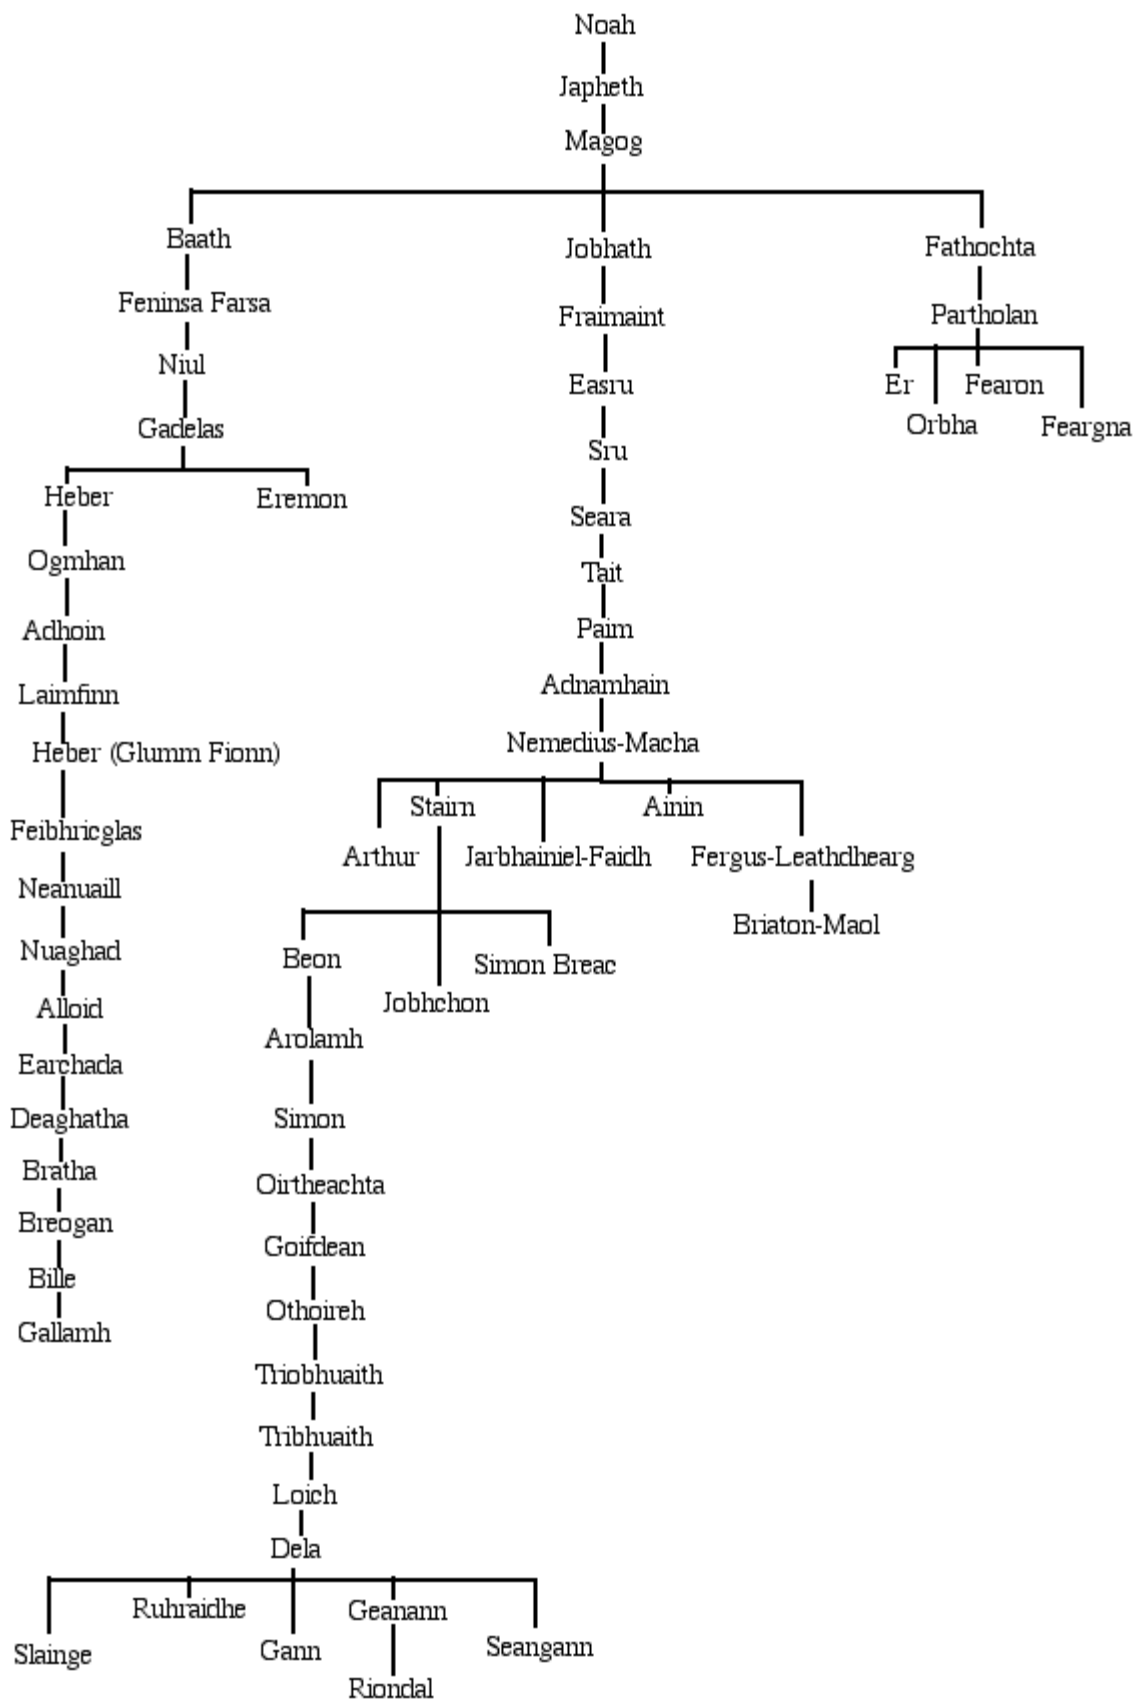 Noah
Japheth
Magog
Baath
Jobhath
Fathochta
Feninsa Farsa
Fraimaint
Partholan
Niul
Easru
Er
Fearon
Orbha
Feargna
Gadelas
Sru
Heber
Eremon
Seara
Ogmhan
Tait
Adhoin
Paim
Laimfinn
Adnamhain
Heber (Glumm Fionn)
Nemedius-Macha
Stairn
Ainin
Feibhricglas
Arthur
Jarbhainiel-Faidh
Fergus-Leathdhearg
Neanuaill
Briaton-Maol
Nuaghad
Beon
Simon Breac
Jobhchon
Alloid
Arolamh
Earchada
Deaghatha
Simon
Bratha
Oirtheachta
Breogan
Goifdean
Bille
Othoireh
Gallamh
Triobhuaith
Tribhuaith
Loich
Dela
Ruhraidhe
Geanann
Slainge
Gann
Seangann
Riondal